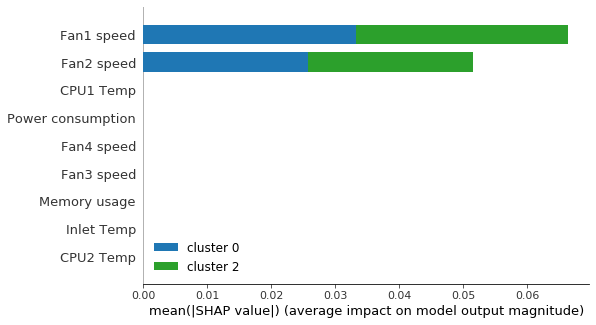 Fan1 speed
Fan2 speed
CPU1 Temp
Power consumption
Fan4 speed
Fan3 speed
Memory usage
Inlet Temp
CPU2 Temp
cluster 0
cluster 2
0.00 0.01 0.02 0.03 0.04 0.05 0.06
mean(|SHAP value|) (average impact on model output magnitude)